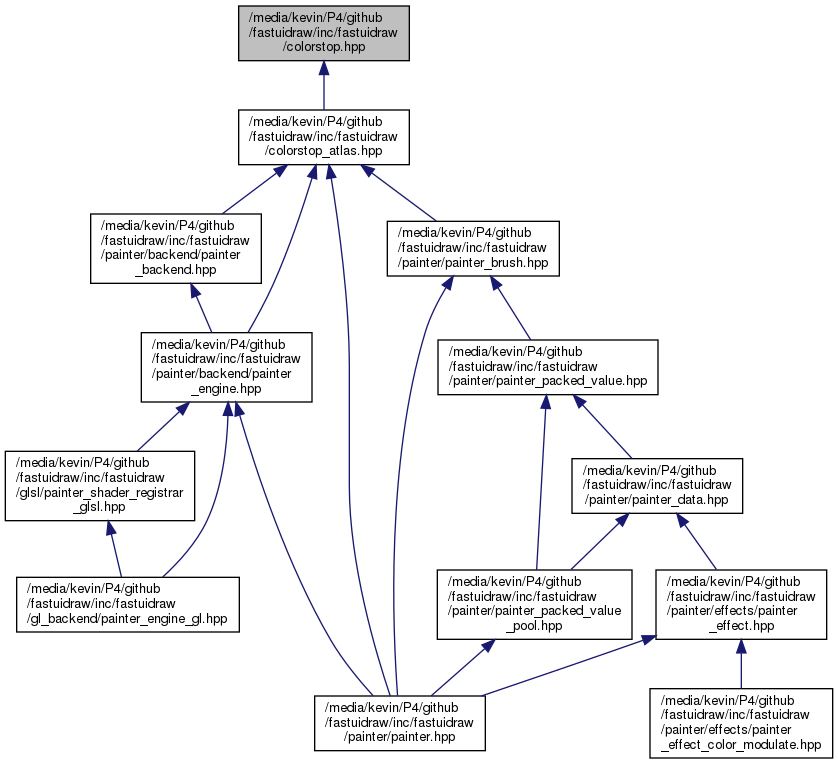 /media/kevin/P4/github
/fastuidraw/inc/fastuidraw
/colorstop.hpp
/media/kevin/P4/github
/fastuidraw/inc/fastuidraw
/colorstop_atlas.hpp
/media/kevin/P4/github
/fastuidraw/inc/fastuidraw
/painter/backend/painter
_backend.hpp
/media/kevin/P4/github
/fastuidraw/inc/fastuidraw
/painter/painter_brush.hpp
/media/kevin/P4/github
/fastuidraw/inc/fastuidraw
/painter/backend/painter
_engine.hpp
/media/kevin/P4/github
/fastuidraw/inc/fastuidraw
/painter/painter_packed_value.hpp
/media/kevin/P4/github
/fastuidraw/inc/fastuidraw
/glsl/painter_shader_registrar
_glsl.hpp
/media/kevin/P4/github
/fastuidraw/inc/fastuidraw
/painter/painter_data.hpp
/media/kevin/P4/github
/fastuidraw/inc/fastuidraw
/gl_backend/painter_engine_gl.hpp
/media/kevin/P4/github
/fastuidraw/inc/fastuidraw
/painter/painter_packed_value
_pool.hpp
/media/kevin/P4/github
/fastuidraw/inc/fastuidraw
/painter/effects/painter
_effect.hpp
/media/kevin/P4/github
/fastuidraw/inc/fastuidraw
/painter/painter.hpp
/media/kevin/P4/github
/fastuidraw/inc/fastuidraw
/painter/effects/painter
_effect_color_modulate.hpp